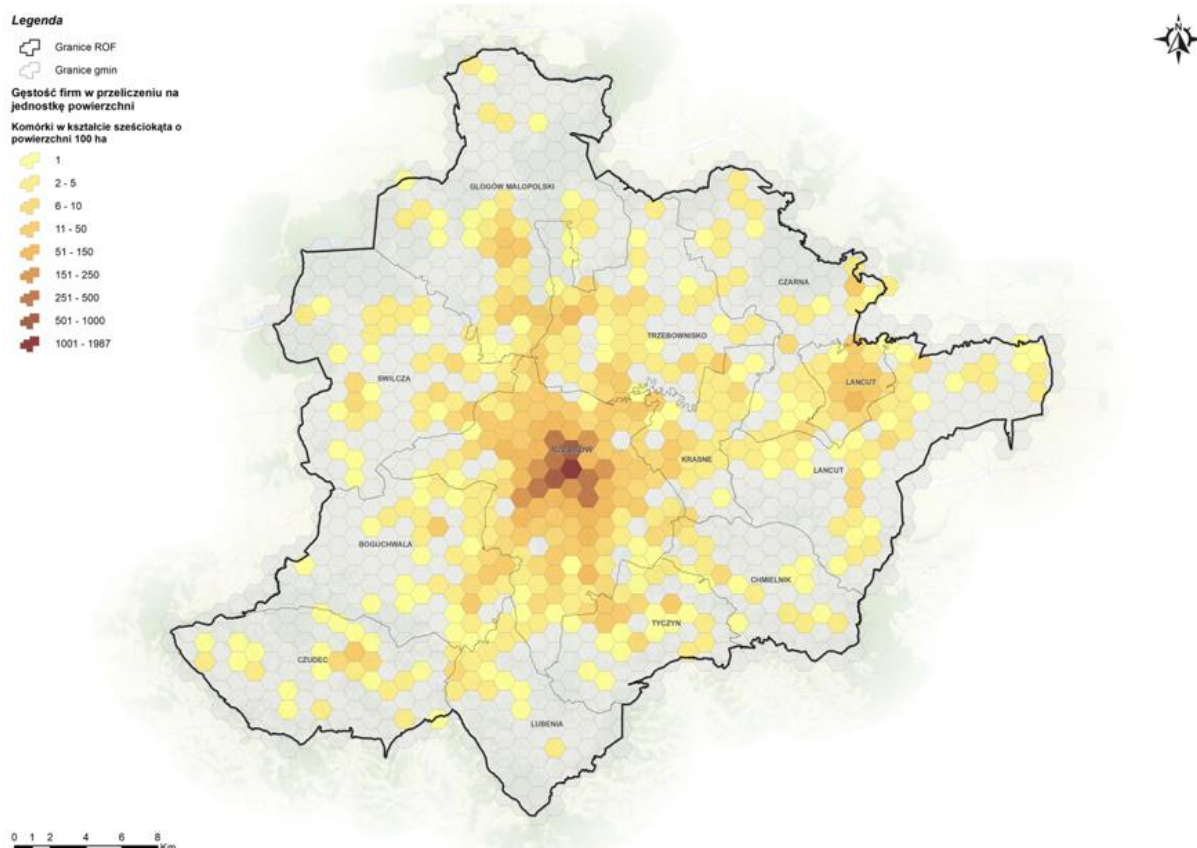 Legenda
Granice ROF
Granice gmin
Gęstość firm w przeliczeniu na
jednostkę powierzchni
Komórki w kształcie sześciokąta o
powierzchni 100 ha
1
2 - 5
6 - 10
11 - 50
51 - 150
151 - 250
251 - 500
501 - 1000
1001 - 1987
GŁOGÓW MAŁOPOLSKI
CZARNA
TRZEBOWNISKO
ŚWILCZA
ŁAŃCUT
RZESZÓW
KRASNE
ŁAŃCUT
BOGUCHWAŁA
CHMIELNIK
TYCZYN
CZUDEC
LUBENIA
0 1 2 4 6 8
Km